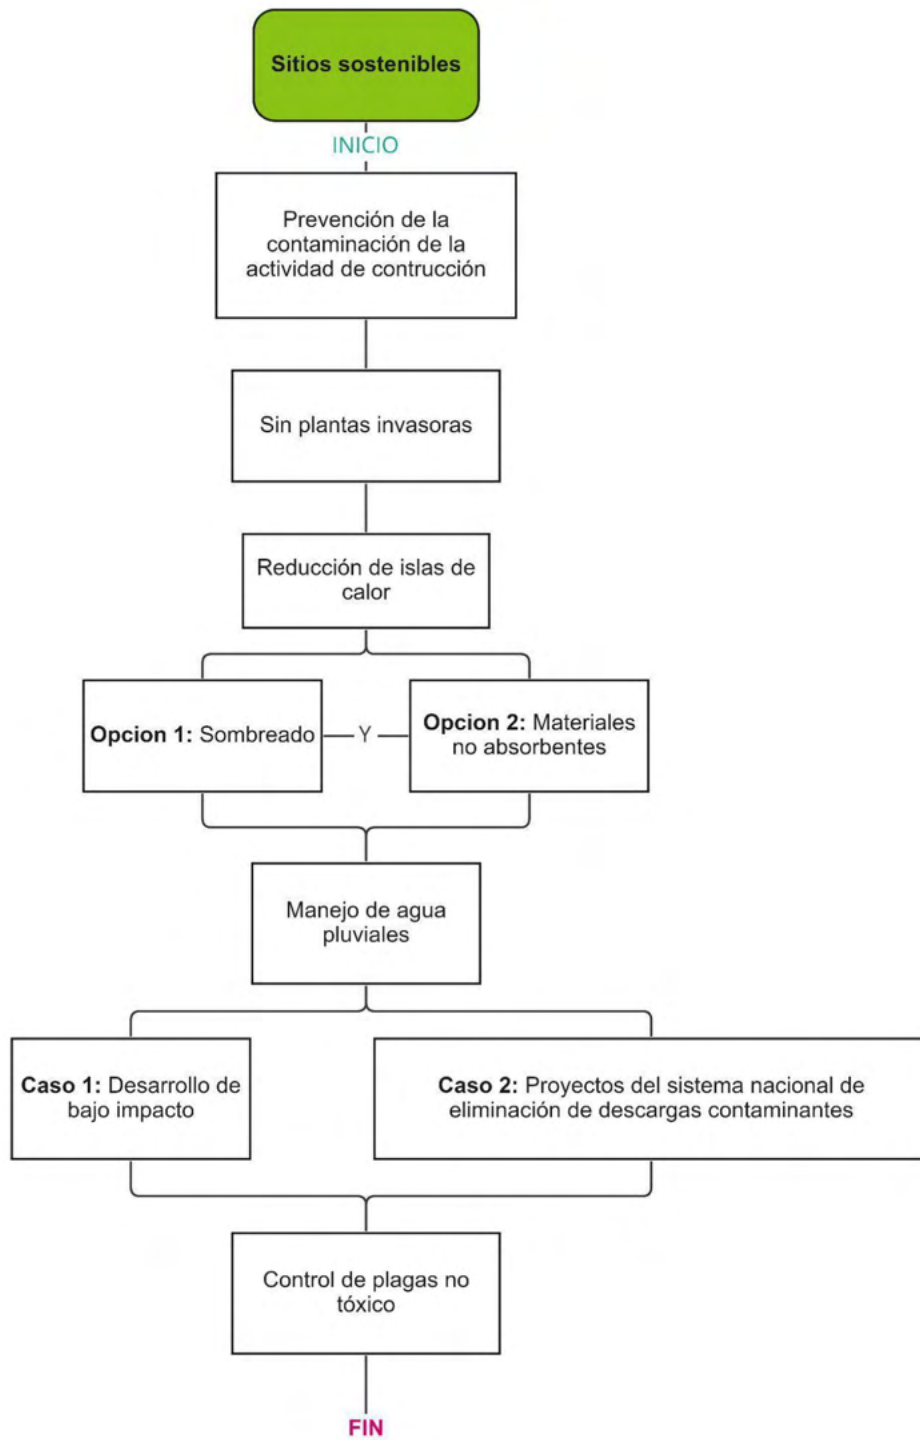 Sitios sostenibles
INICIO
Prevención de la
contaminación de la
actividad de contrucción
Sin plantas invasoras
Reducción de islas de
calor
Opcion 1: Sombreado
Y
Opcion 2: Materiales
no absorbentes
Manejo de agua
pluviales
Caso 1: Desarrollo de
bajo impacto
Caso 2: Proyectos del sistema nacional de
eliminación de descargas contaminantes
Control de plagas no
tóxico
FIN